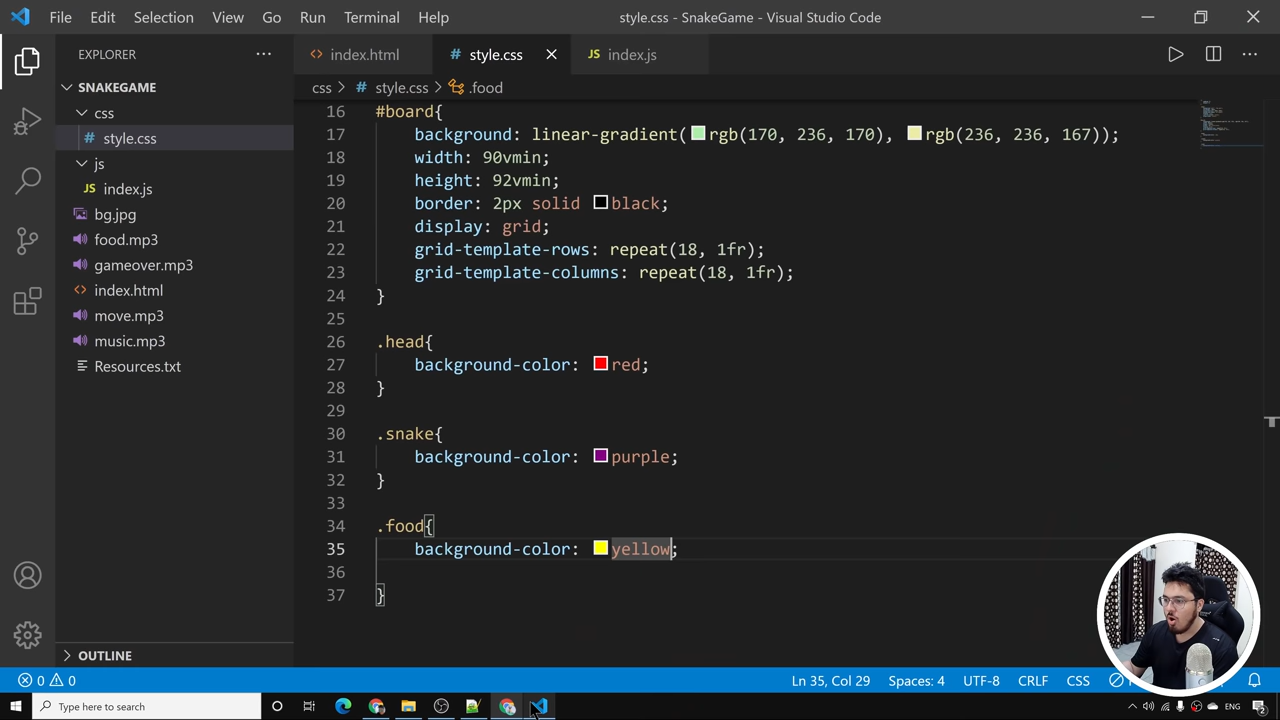 File Edit Selection View Go Run Terminal Help style.css - SnakeGame - Visual Studio Code
EXPLORER
SNAKEGAME
css
# style.css
js
JS index.js
bg.jpg
food.mp3
gameover.mp3
<> index.html
move.mp3
music.mp3
Resources.txt
OUTLINE
<> index.html # style.css JS index.js
css > # style.css > .food
16 #board{
17 background: linear-gradient(rgb(170, 236, 170), rgb(236, 236, 167));
18 width: 90vmin;
19 height: 92vmin;
20 border: 2px solid black;
21 display: grid;
22 grid-template-rows: repeat(18, 1fr);
23 grid-template-columns: repeat(18, 1fr);
24 }
25
26 .head{
27 background-color: red;
28 }
29
30 .snake{
31 background-color: purple;
32 }
33
34 .food{
35 background-color: yellow;
36
37 }
0 0 Ln 35, Col 29 Spaces: 4 UTF-8 CRLF CSS
Type here to search ENG 2